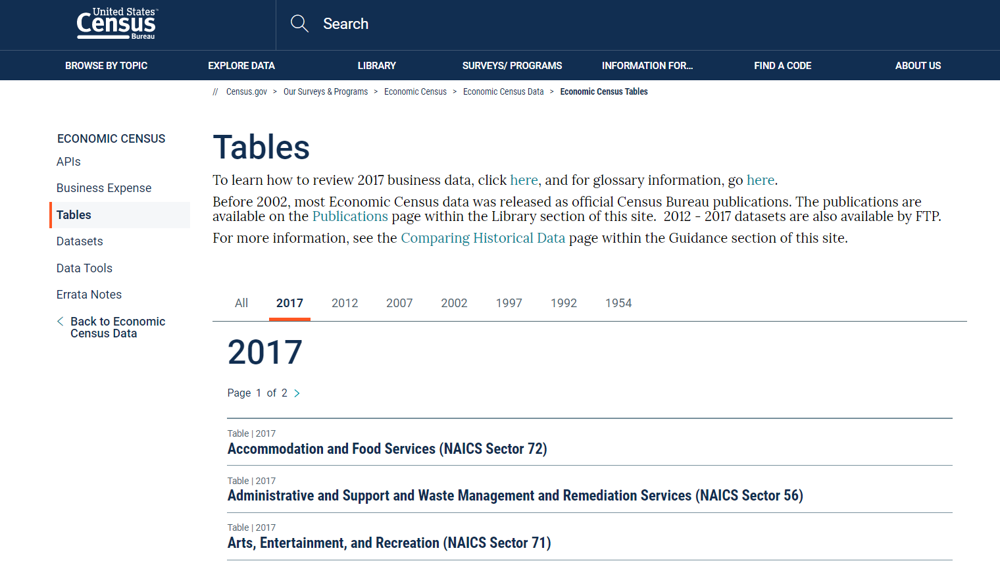 United States™
Census
Bureau
Search
BROWSE BY TOPIC
EXPLORE DATA
LIBRARY
SURVEYS/ PROGRAMS
INFORMATION FOR...
FIND A CODE
ABOUT US
// Census.gov > Our Surveys & Programs > Economic Census > Economic Census Data > Economic Census Tables
ECONOMIC CENSUS
APIs
Business Expense
Tables
Datasets
Data Tools
Errata Notes
Back to Economic
Census Data
Tables
To learn how to review 2017 business data, click here, and for glossary information, go here.
Before 2002, most Economic Census data was released as official Census Bureau publications. The publications are
available on the Publications page within the Library section of this site.  2012 - 2017 datasets are also available by FTP.
For more information, see the Comparing Historical Data page within the Guidance section of this site.
All 2017 2012 2007 2002 1997 1992 1954
2017
Page 1 of 2 >
Table | 2017
Accommodation and Food Services (NAICS Sector 72)
Table | 2017
Administrative and Support and Waste Management and Remediation Services (NAICS Sector 56)
Table | 2017
Arts, Entertainment, and Recreation (NAICS Sector 71)